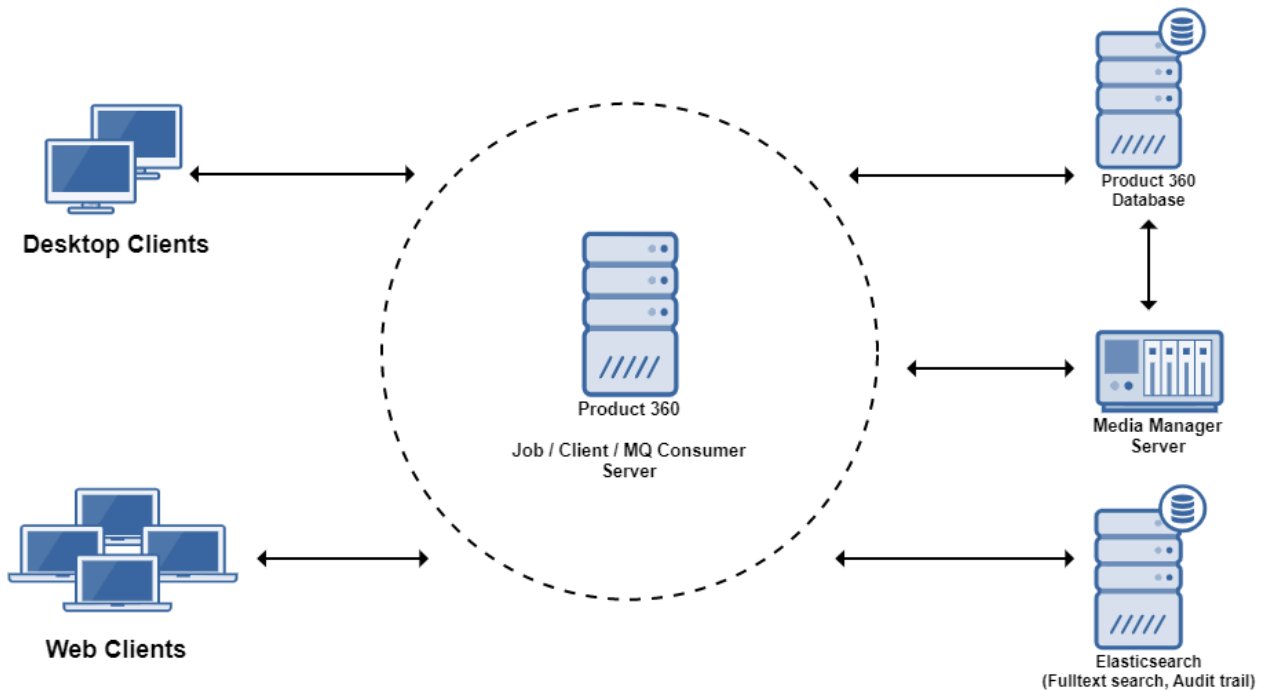 Desktop Clients
Web Clients
Product 360
Job / Client / MQ Consumer
Server
Product 360
Database
Media Manager
Server
Elasticsearch
(Fulltext search, Audit trail)